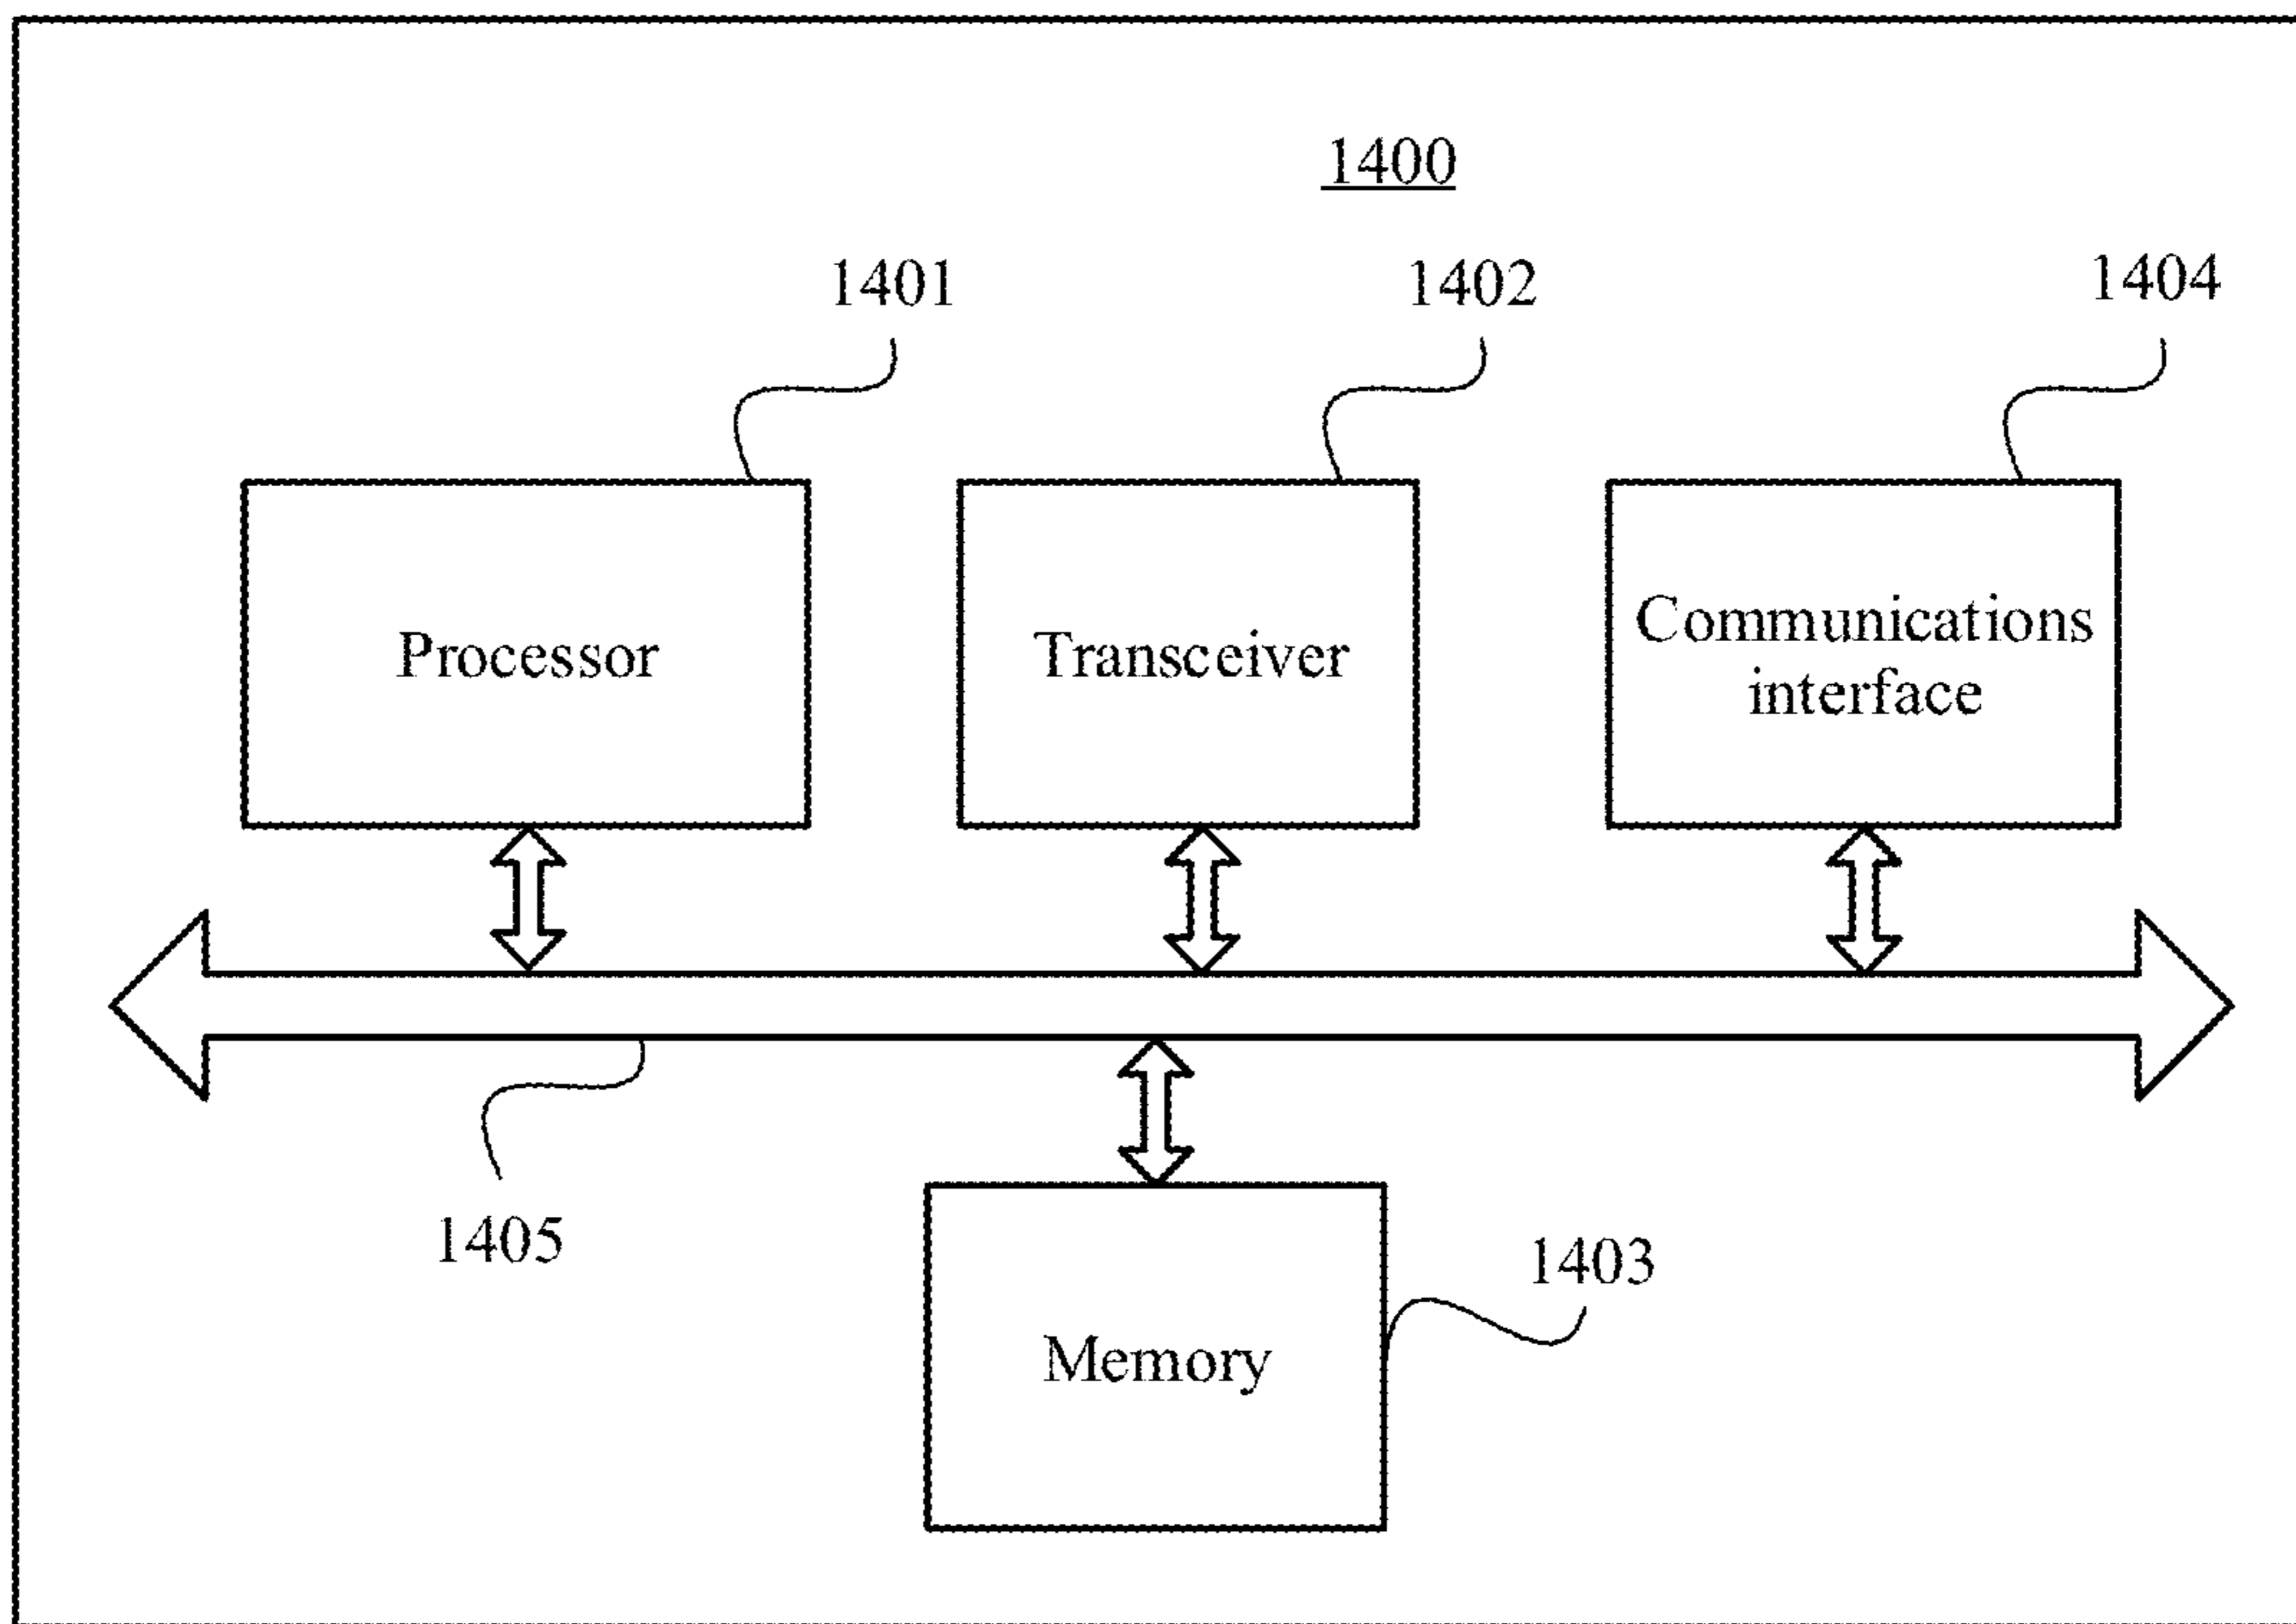 1400
1401
1402
1404
Processor
Transceiver
Communications
interface
1405
1403
Memory